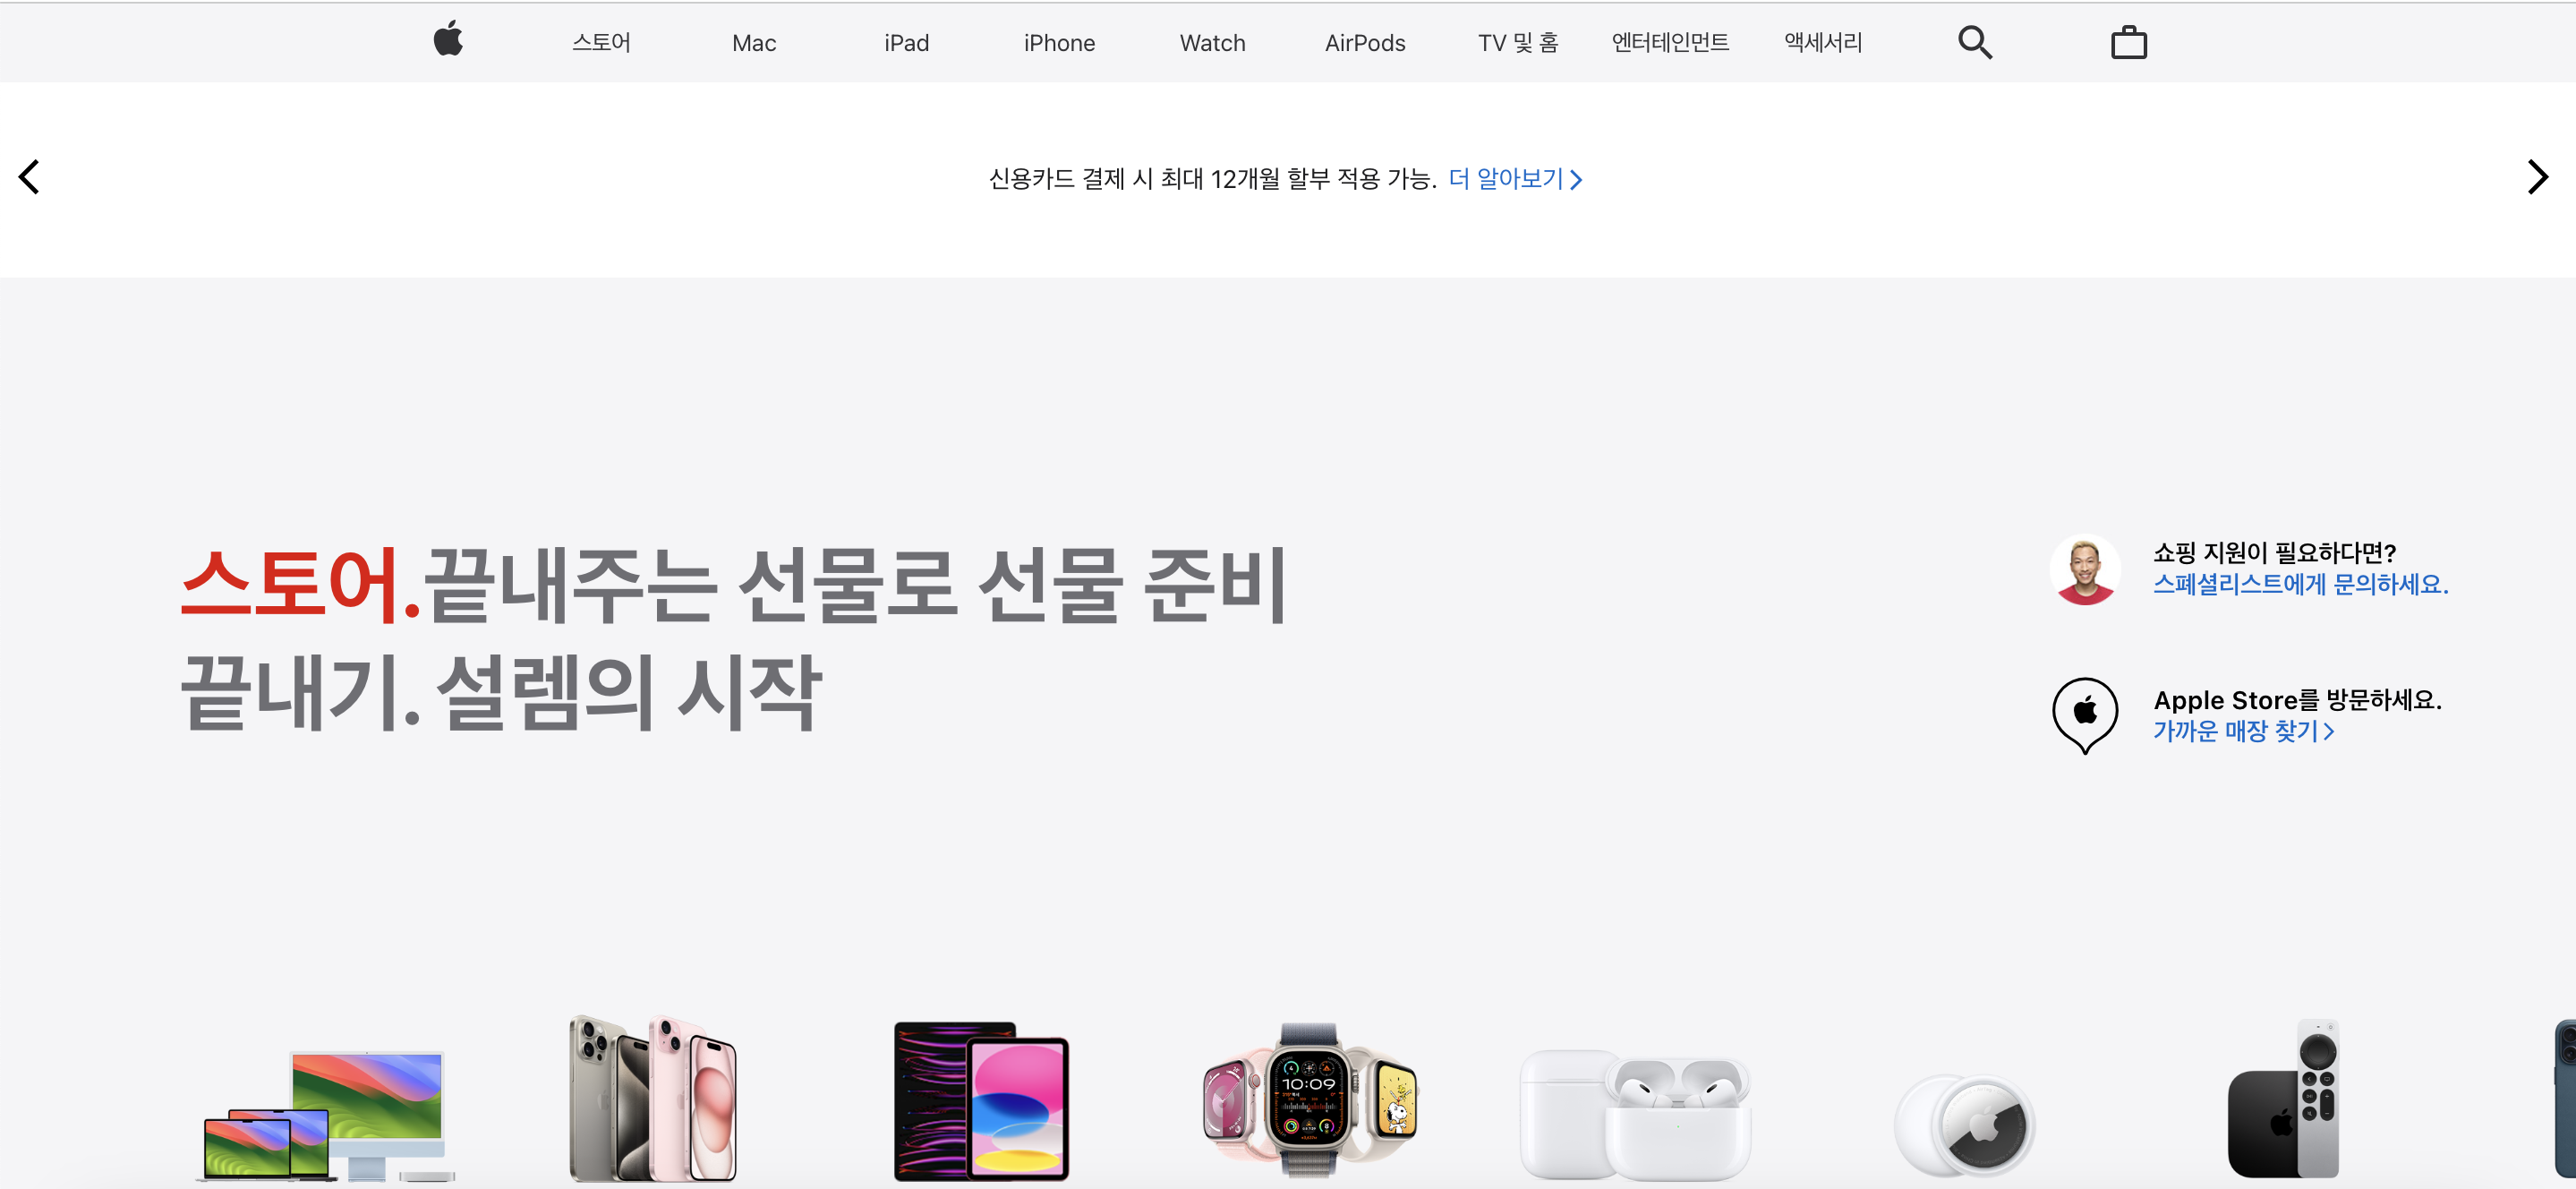 스토어 Mac iPad iPhone Watch AirPods TV 및 홈 엔터테인먼트 액세서리
신용카드 결제 시 최대 12개월 할부 적용 가능. 더 알아보기
스토어.끝내주는 선물로 선물 준비
끝내기. 설렘의 시작
쇼핑 지원이 필요하다면?
스페셜리스트에게 문의하세요.
Apple Store를 방문하세요.
가까운 매장 찾기
10:09